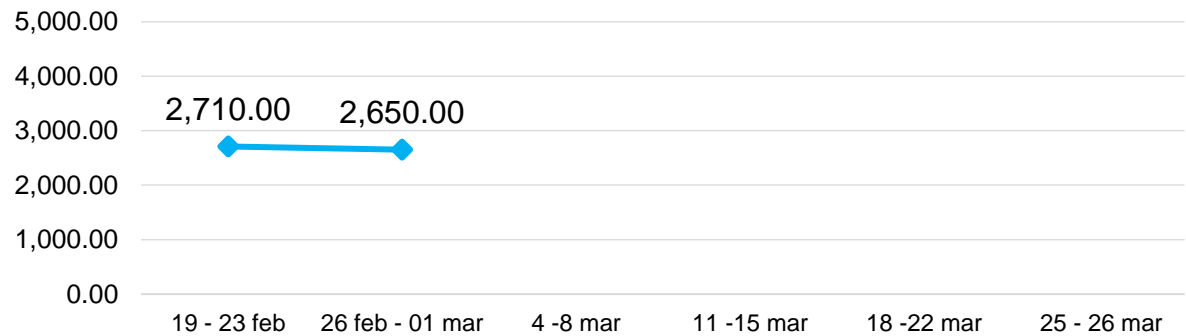 5,000.00
4,000.00
3,000.00
2,000.00
1,000.00
0.00
2,710.00
2,650.00
19 - 23 feb
26 feb - 01 mar
4 -8 mar
11 -15 mar
18 -22 mar
25 - 26 mar